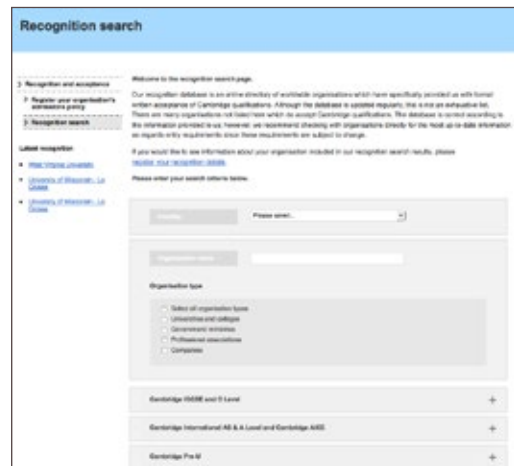 Recognition search
Recognition and acceptance
Register your organisation's
admissions policy
Recognition search
Latest recognition
West Virginia University
University of Wisconsin - La
Crosse
University of Wisconsin - La
Crosse
Welcome to the recognition search page.
Our recognition database is an online directory of worldwide organisations which have specifically provided us with formal
written acceptance of Cambridge qualifications. Although the database is updated regularly, this is not an exhaustive list.
There are many organisations not listed here which do accept Cambridge qualifications. The database is correct according to
the information provided to us; however, we recommend checking with organisations directly for the most up-to-date information
as regards entry requirements since these requirements are subject to change.
If you would like to see information about your organisation included in our recognition search results, please
register your recognition details.
Please enter your search criteria below.
Country
Please select...
Organisation name
Organisation type
Select all organisation types
Universities and colleges
Government ministries
Professional associations
Companies
Cambridge IGCSE and O Level +
Cambridge International AS & A Level and Cambridge AICE +
Cambridge Pre-U +